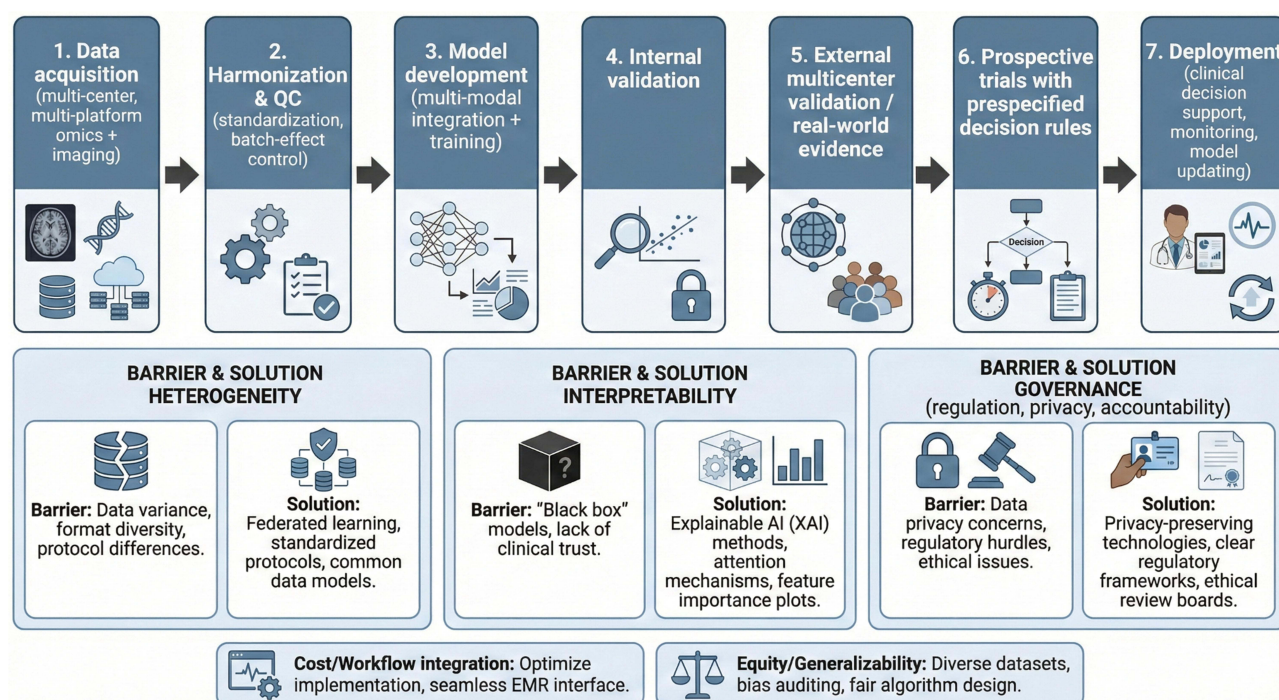 1. Data
acquisition
(multi-center,
multi-platform
omics +
imaging)
2.
Harmonization
& QC
(standardization,
batch-effect
control)
3. Model
development
(multi-modal
integration +
training)
4. Internal
validation
5. External
multicenter
validation /
real-world
evidence
6. Prospective
trials with
prespecified
decision rules
Decision
7. Deployment
(clinical
decision
support,
monitoring,
model
updating)
BARRIER & SOLUTION
HETEROGENEITY
Barrier: Data variance,
format diversity,
protocol differences.
Solution:
Federated learning,
standardized
protocols, common
data models.
BARRIER & SOLUTION
INTERPRETABILITY
?
Barrier: "Black box"
models, lack of
clinical trust.
Solution:
Explainable AI (XAI)
methods,
attention
mechanisms, feature
importance plots.
BARRIER & SOLUTION
GOVERNANCE
(regulation, privacy, accountability)
Barrier: Data
privacy concerns,
regulatory hurdles,
ethical issues.
Solution:
Privacy-preserving
technologies, clear
regulatory
frameworks, ethical
review boards.
Cost/Workflow integration: Optimize
implementation, seamless EMR interface.
Equity/Generalizability: Diverse datasets,
bias auditing, fair algorithm design.